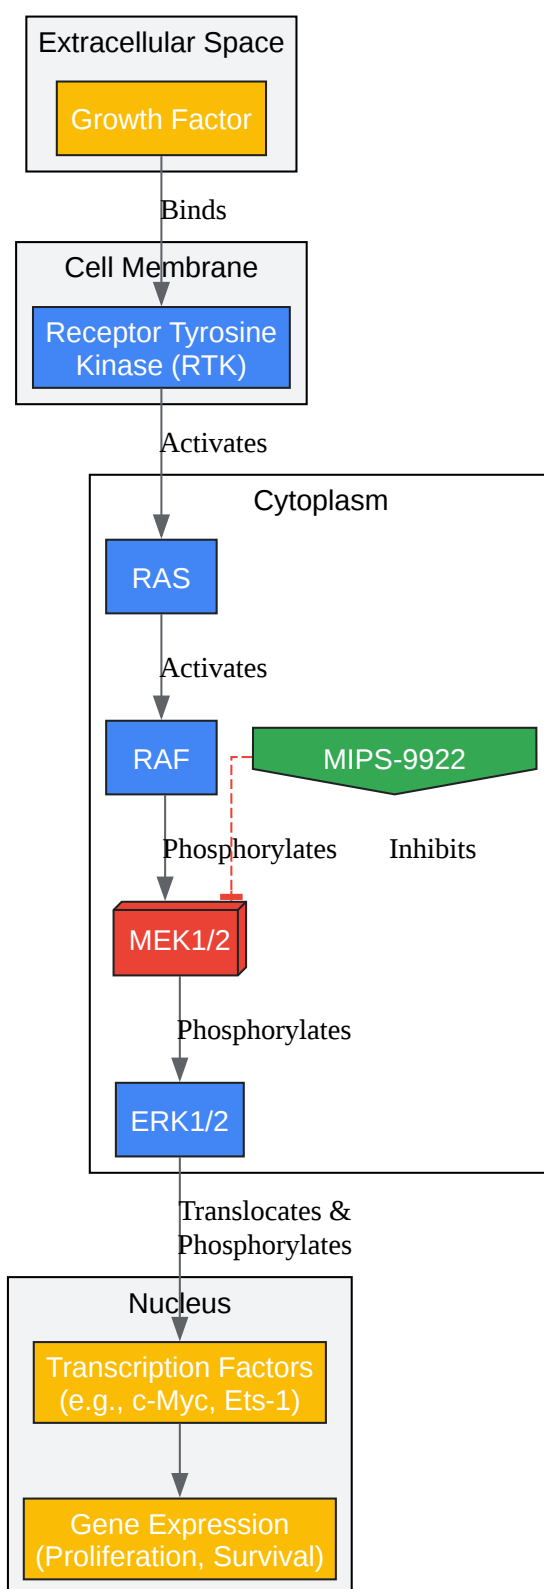 Extracellular Space
Growth Factor
Binds
Cell Membrane
Receptor Tyrosine
Kinase (RTK)
Activates
Cytoplasm
RAS
Activates
RAF
MIPS-9922
Phosphorylates
Inhibits
MEK1/2
Phosphorylates
ERK1/2
Translocates &
Phosphorylates
Nucleus
Transcription Factors
(e.g., c-Myc, Ets-1)
Gene Expression
(Proliferation, Survival)